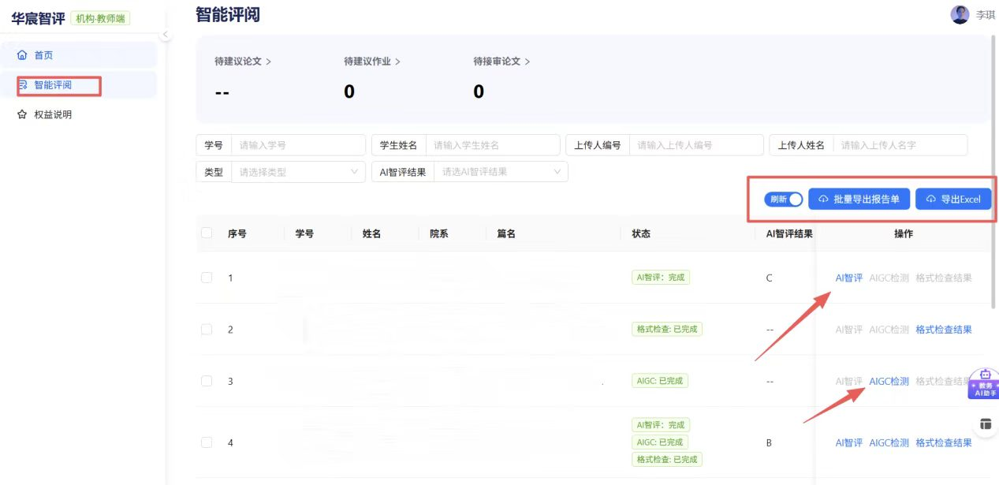 华宸智评 机构·教师端
智能评阅
李琪
首页
智能评阅
权益说明
待建议论文 >
待建议作业 >
待接审论文 >
--
0
0
学号 请输入学号
学生姓名 请输入学生姓名
上传人编号 请输入上传人编号
上传人姓名 请输入上传人名字
类型 请选择类型
AI智评结果 请选AI智评结果
刷新 批量导出报告单 导出Excel
序号 学号 姓名 院系 篇名 状态 AI智评结果 操作
1 AI智评：完成 C AI智评 AIGC检测 格式检查结果
2 格式检查: 已完成 -- AI智评 AIGC检测 格式检查结果
3 AIGC: 已完成 -- AI智评 AIGC检测 格式检查结果
教务
AI助手
AI智评：完成
4 AIGC: 已完成 B AI智评 AIGC检测 格式检查结果
格式检查: 已完成